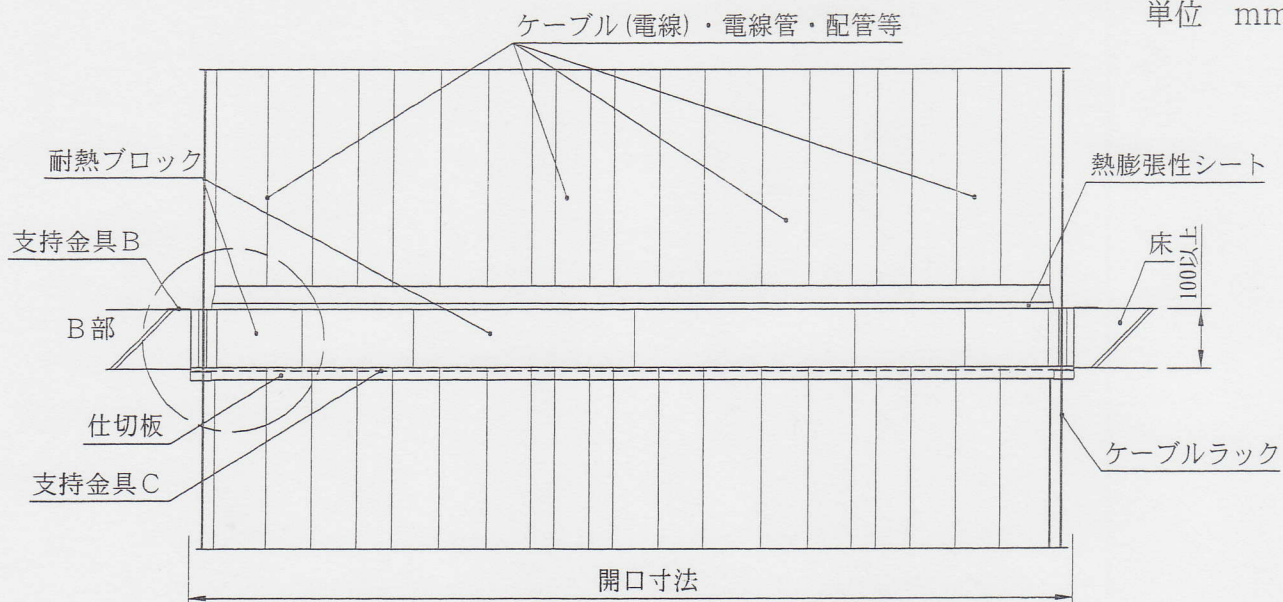 単位 mm
ケーブル(電線)・電線管・配管等
耐熱ブロック
熱膨張性シート
支持金具B
床
100以上
B部
仕切板
ケーブルラック
支持金具C
開口寸法